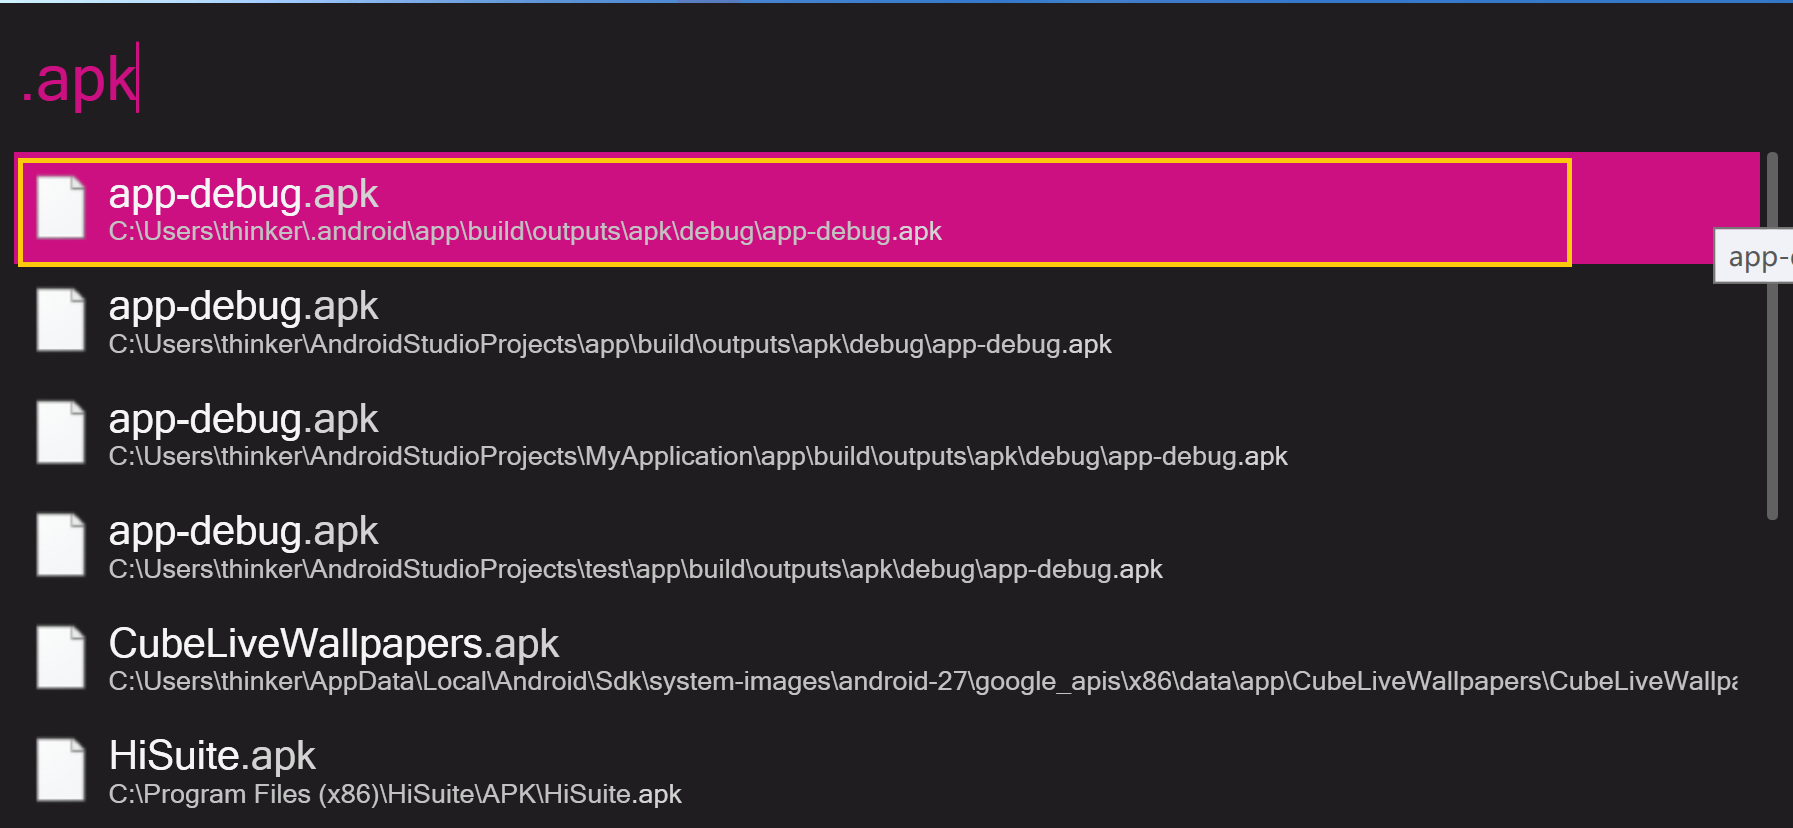 .apk
app-debug.apk
C:\Users\thinker\.android\app\build\outputs\apk\debug\app-debug.apk
app-
app-debug.apk
C:\Users\thinker\AndroidStudioProjects\app\build\outputs\apk\debug\app-debug.apk
app-debug.apk
C:\Users\thinker\AndroidStudioProjects\MyApplication\app\build\outputs\apk\debug\app-debug.apk
app-debug.apk
C:\Users\thinker\AndroidStudioProjects\test\app\build\outputs\apk\debug\app-debug.apk
CubeLiveWallpapers.apk
C:\Users\thinker\AppData\Local\Android\Sdk\system-images\android-27\google_apis\x86\data\app\CubeLiveWallpapers\CubeLiveWallpa
HiSuite.apk
C:\Program Files (x86)\HiSuite\APK\HiSuite.apk